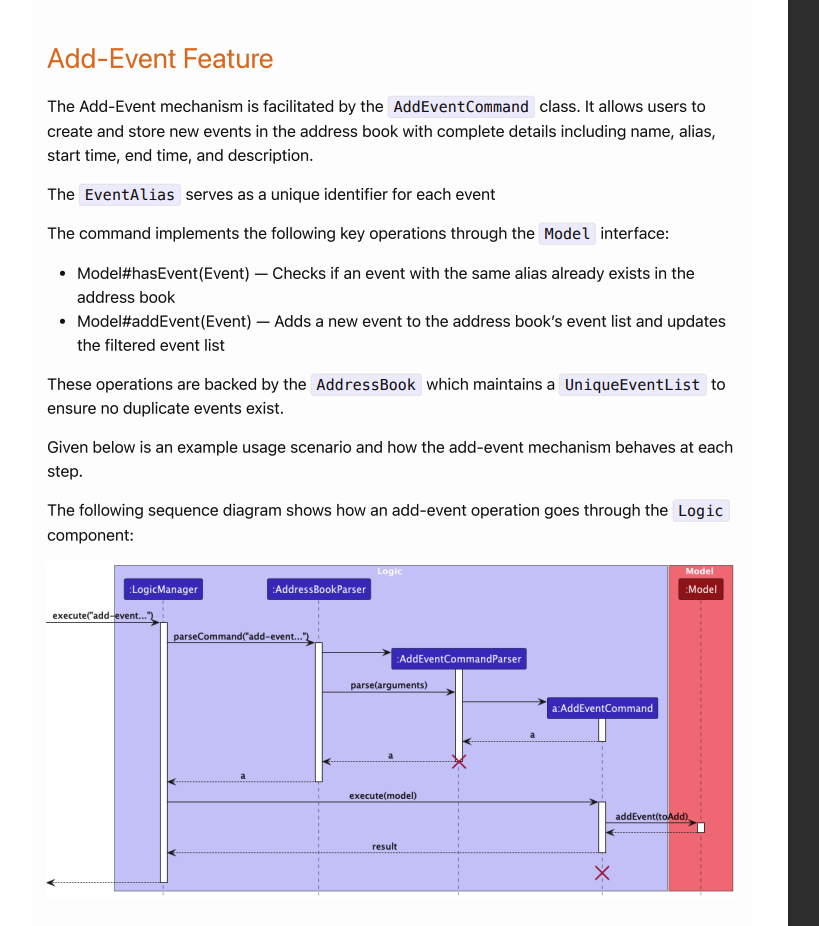 Add-Event Feature
The Add-Event mechanism is facilitated by the AddEventCommand class. It allows users to
create and store new events in the address book with complete details including name, alias,
start time, end time, and description.
The EventAlias serves as a unique identifier for each event
The command implements the following key operations through the Model interface:
• Model#hasEvent(Event) — Checks if an event with the same alias already exists in the
address book
• Model#addEvent(Event) — Adds a new event to the address book’s event list and updates
the filtered event list
These operations are backed by the AddressBook which maintains a UniqueEventList to
ensure no duplicate events exist.
Given below is an example usage scenario and how the add-event mechanism behaves at each
step.
The following sequence diagram shows how an add-event operation goes through the Logic
component:
Logic
Model
:LogicManager
:AddressBookParser
:Model
execute("add-event...")
parseCommand("add-event...")
:AddEventCommandParser
parse(arguments)
a:AddEventCommand
a
a
a
execute(model)
addEvent(toAdd)
result